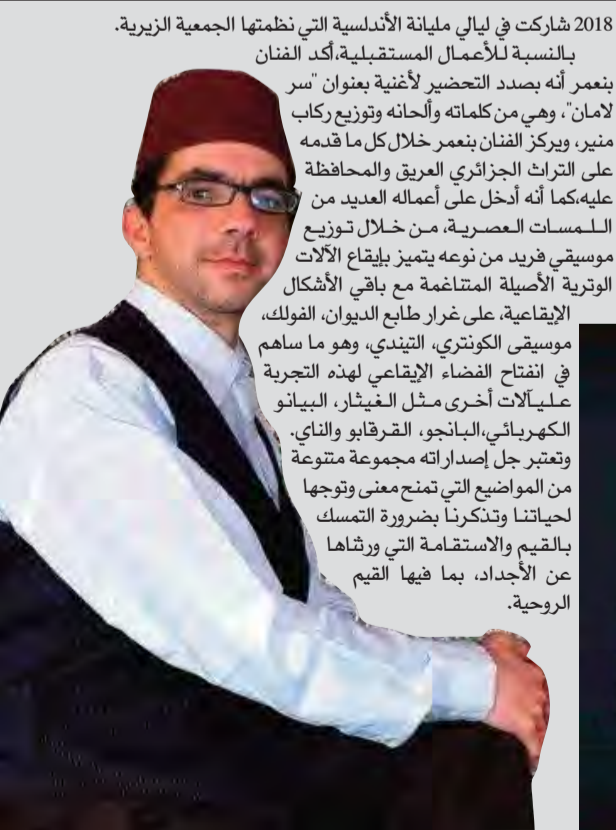 2018 شاركت في ليالي مليانة الأندلسية التي نظمتها الجمعية الزيرية.
بالنسبة للأعمال المستقبلية،أكد الفنان
بنعمر أنه بصدد التحضير لأغنية بعنوان "سر
لامان"، وهي من كلماته وألحانه وتوزيع ركاب
منير، ويركز الفنان بنعمر خلال كل ما قدمه
على التراث الجزائري العريق والمحافظة
عليه،كما أنه أدخل على أعماله العديد من
اللمسات العصرية، من خلال توزيع
موسيقي فريد من نوعه يتميز بإيقاع الآلات
الوترية الأصيلة المتناغمة مع باقي الأشكال
الإيقاعية، على غرار طابع الديوان، الفولك،
موسيقى الكونتري، التيندي، وهو ما ساهم
في انفتاح الفضاء الإيقاعي لهذه التجربة
عليآلات أخرى مثل الغيثار، البيانو
الكهربائي،البانجو، القرقابو والناي.
وتعتبر جل إصداراته مجموعة متنوعة
من المواضيع التي تمنح معنى وتوجها
لحياتنا وتذكرنا بضرورة التمسك
بالقيم والاستقامة التي ورثناها
عن الأجداد، بما فيها القيم
الروحية.